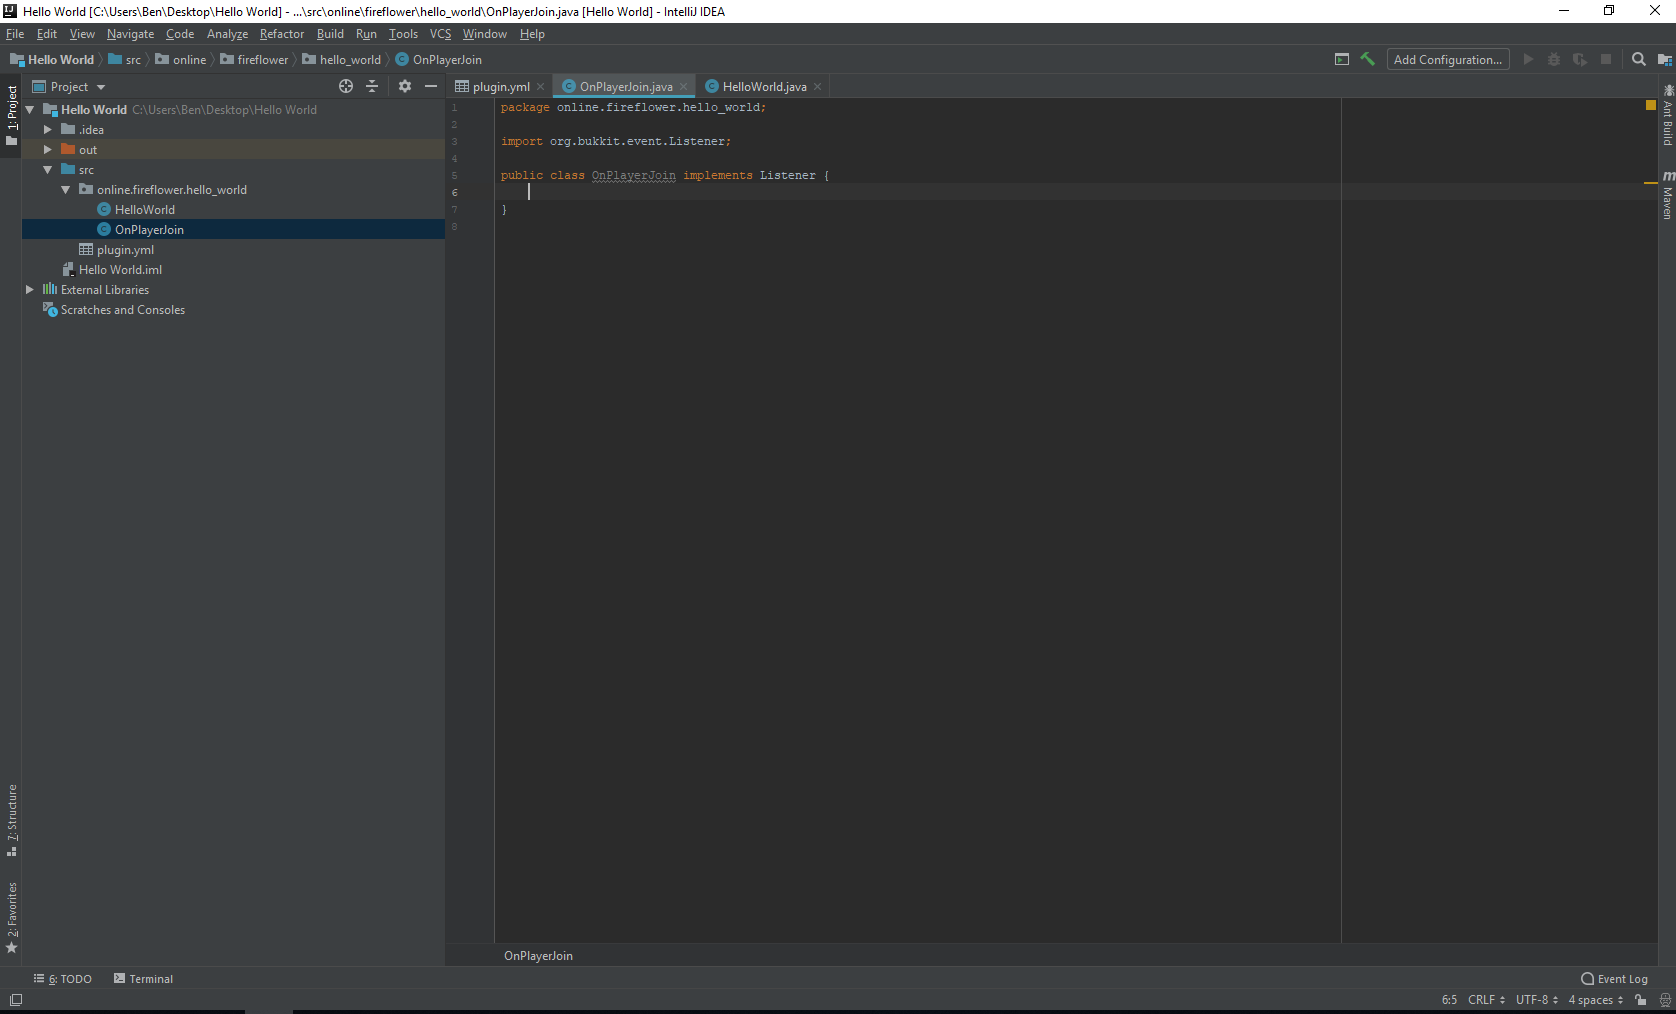 Hello World [C:\Users\Ben\Desktop\Hello World] - ...\src\online\fireflower\hello_world\OnPlayerJoin.java [Hello World] - IntelliJ IDEA
File Edit View Navigate Code Analyze Refactor Build Run Tools VCS Window Help
Hello World src online fireflower hello_world OnPlayerJoin
Add Configuration...
Project
plugin.yml OnPlayerJoin.java HelloWorld.java
1: Project
Hello World C:\Users\Ben\Desktop\Hello World
.idea
out
src
online.fireflower.hello_world
HelloWorld
OnPlayerJoin
plugin.yml
Hello World.iml
External Libraries
Scratches and Consoles
1 package online.fireflower.hello_world;
2
3 import org.bukkit.event.Listener;
4
5 public class OnPlayerJoin implements Listener {
6
7 }
8
Ant Build
m Maven
7: Structure
2: Favorites
OnPlayerJoin
6: TODO Terminal
Event Log
6:5 CRLF UTF-8 4 spaces